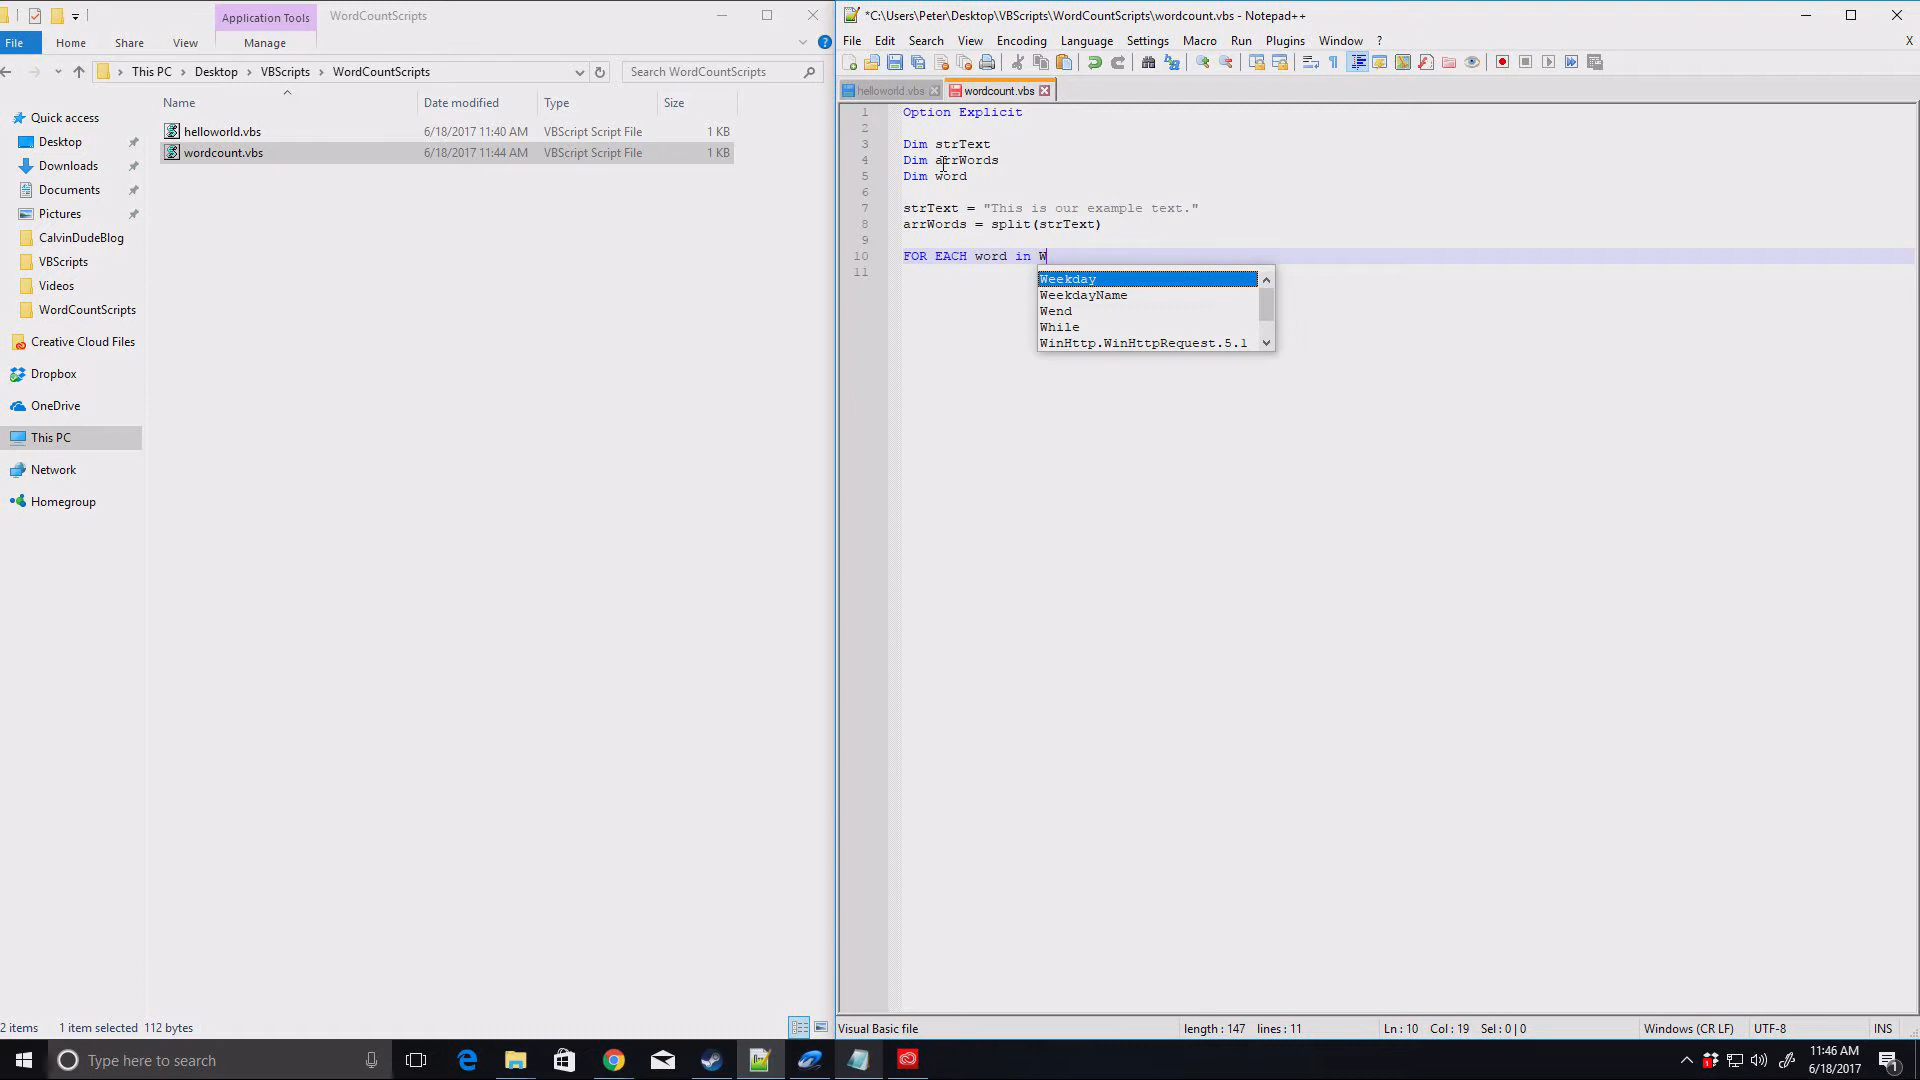 Application Tools
WordCountScripts
File
Home
Share
View
Manage
This PC
Desktop
VBScripts
WordCountScripts
Search WordCountScripts
Name
Date modified
Type
Size
helloworld.vbs
6/18/2017 11:40 AM
VBScript Script File
1 KB
wordcount.vbs
6/18/2017 11:44 AM
VBScript Script File
1 KB
Quick access
Desktop
Downloads
Documents
Pictures
CalvinDudeBlog
VBScripts
Videos
WordCountScripts
Creative Cloud Files
Dropbox
OneDrive
This PC
Network
Homegroup
2 items
1 item selected 112 bytes
*C:\Users\Peter\Desktop\VBScripts\WordCountScripts\wordcount.vbs - Notepad++
File Edit Search View Encoding Language Settings Macro Run Plugins Window ?
X
helloworld.vbs
wordcount.vbs
1 Option Explicit
2
3 Dim strText
4 Dim arrWords
5 Dim word
6
7 strText = "This is our example text."
8 arrWords = split(strText)
9
10 FOR EACH word in W
11
Weekday
WeekdayName
Wend
While
WinHttp.WinHttpRequest.5.1
Visual Basic file
length : 147 lines : 11
Ln : 10 Col : 19 Sel : 0 | 0
Windows (CR LF)
UTF-8
INS
Type here to search
11:46 AM
6/18/2017
1